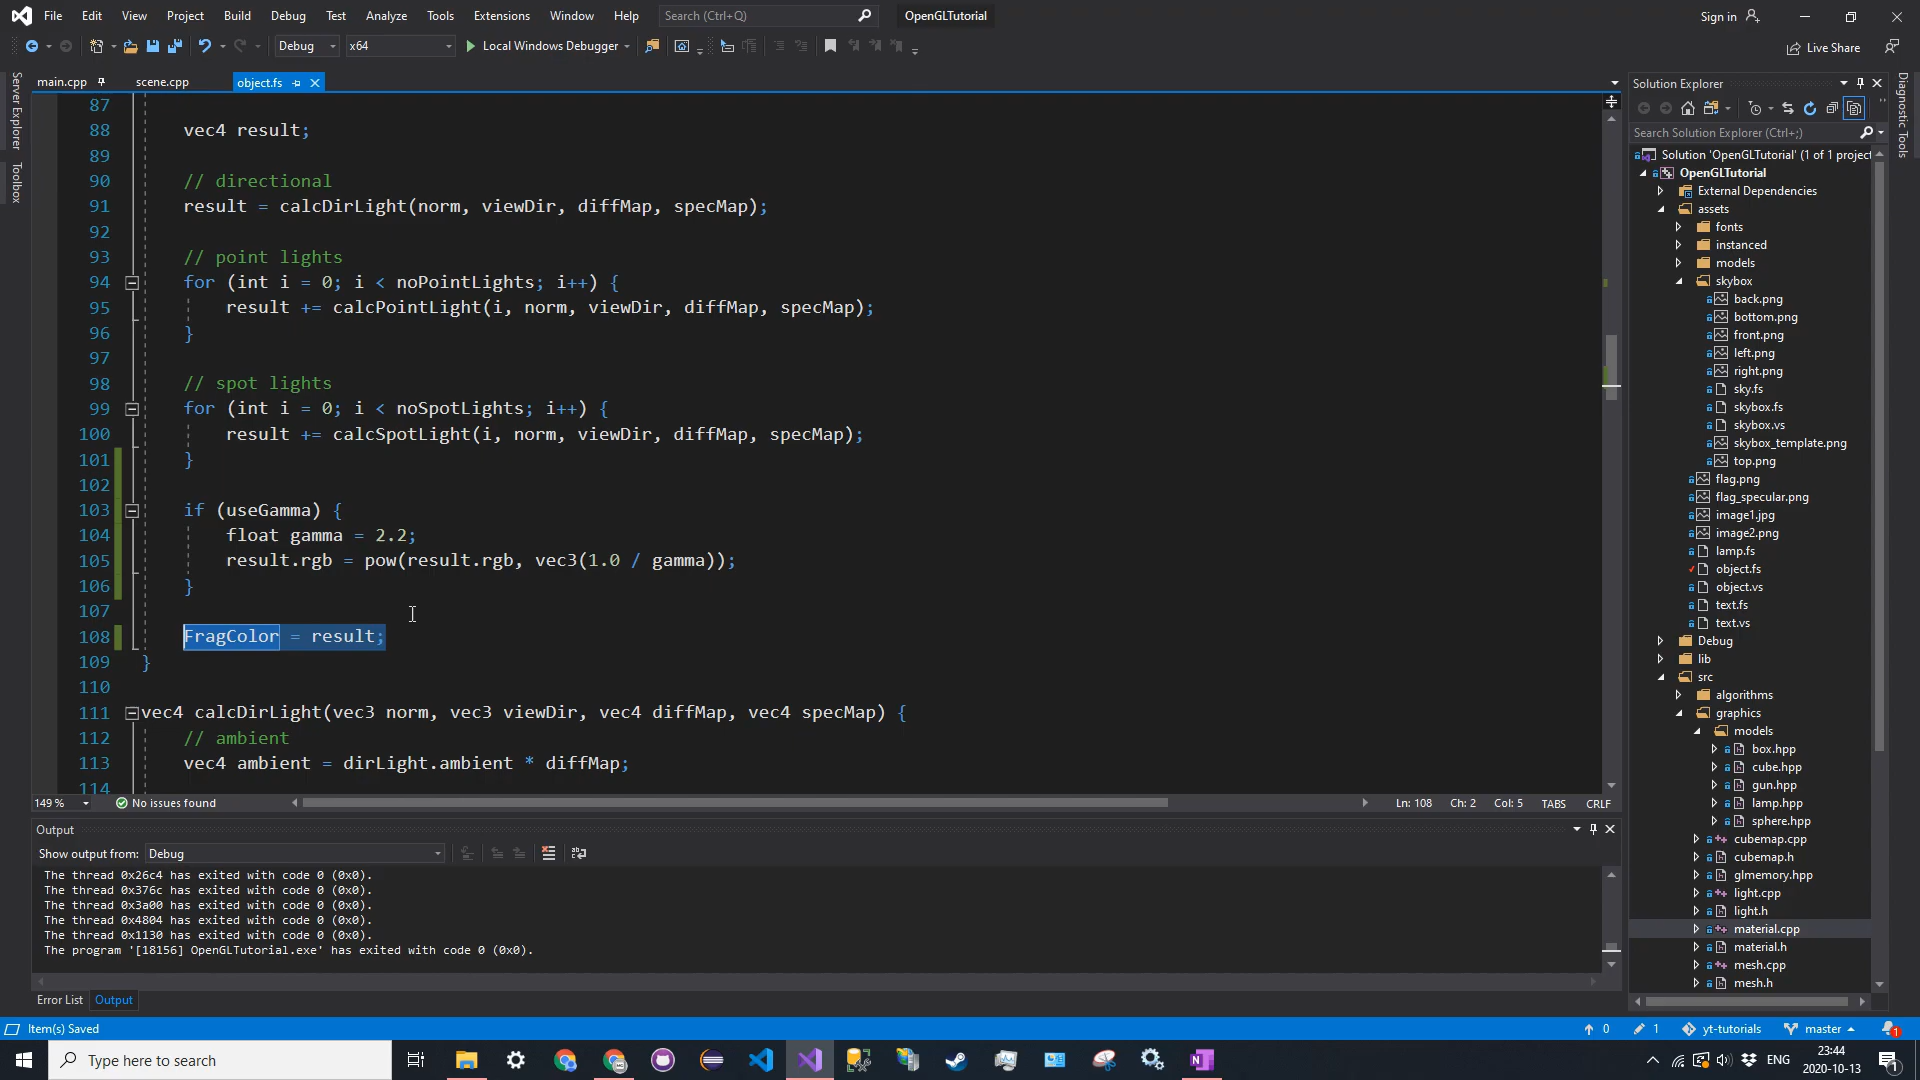 File Edit View Project Build Debug Test Analyze Tools Extensions Window Help Search (Ctrl+Q) OpenGLTutorial Sign in
Debug x64 Local Windows Debugger Live Share
Server Explorer
Toolbox
main.cpp scene.cpp object.fs
87
88 vec4 result;
89
90 // directional
91 result = calcDirLight(norm, viewDir, diffMap, specMap);
92
93 // point lights
94 for (int i = 0; i < noPointLights; i++) {
95 result += calcPointLight(i, norm, viewDir, diffMap, specMap);
96 }
97
98 // spot lights
99 for (int i = 0; i < noSpotLights; i++) {
100 result += calcSpotLight(i, norm, viewDir, diffMap, specMap);
101 }
102
103 if (useGamma) {
104 float gamma = 2.2;
105 result.rgb = pow(result.rgb, vec3(1.0 / gamma));
106 }
107
108 FragColor = result;
109 }
110
111 vec4 calcDirLight(vec3 norm, vec3 viewDir, vec4 diffMap, vec4 specMap) {
112 // ambient
113 vec4 ambient = dirLight.ambient * diffMap;
114
149 % No issues found Ln: 108 Ch: 2 Col: 5 TABS CRLF
Output
Show output from: Debug
The thread 0x26c4 has exited with code 0 (0x0).
The thread 0x376c has exited with code 0 (0x0).
The thread 0x3a00 has exited with code 0 (0x0).
The thread 0x4804 has exited with code 0 (0x0).
The thread 0x1130 has exited with code 0 (0x0).
The program '[18156] OpenGLTutorial.exe' has exited with code 0 (0x0).
Error List Output
Solution Explorer
Search Solution Explorer (Ctrl+;)
Solution 'OpenGLTutorial' (1 of 1 project
OpenGLTutorial
External Dependencies
assets
fonts
instanced
models
skybox
back.png
bottom.png
front.png
left.png
right.png
sky.fs
skybox.fs
skybox.vs
skybox_template.png
top.png
flag.png
flag_specular.png
image1.jpg
image2.png
lamp.fs
object.fs
object.vs
text.fs
text.vs
Debug
lib
src
algorithms
graphics
models
box.hpp
cube.hpp
gun.hpp
lamp.hpp
sphere.hpp
cubemap.cpp
cubemap.h
glmemory.hpp
light.cpp
light.h
material.cpp
material.h
mesh.cpp
mesh.h
Diagnostic Tools
Item(s) Saved 0 1 yt-tutorials master 1
Type here to search ENG 23:44
2020-10-13 1